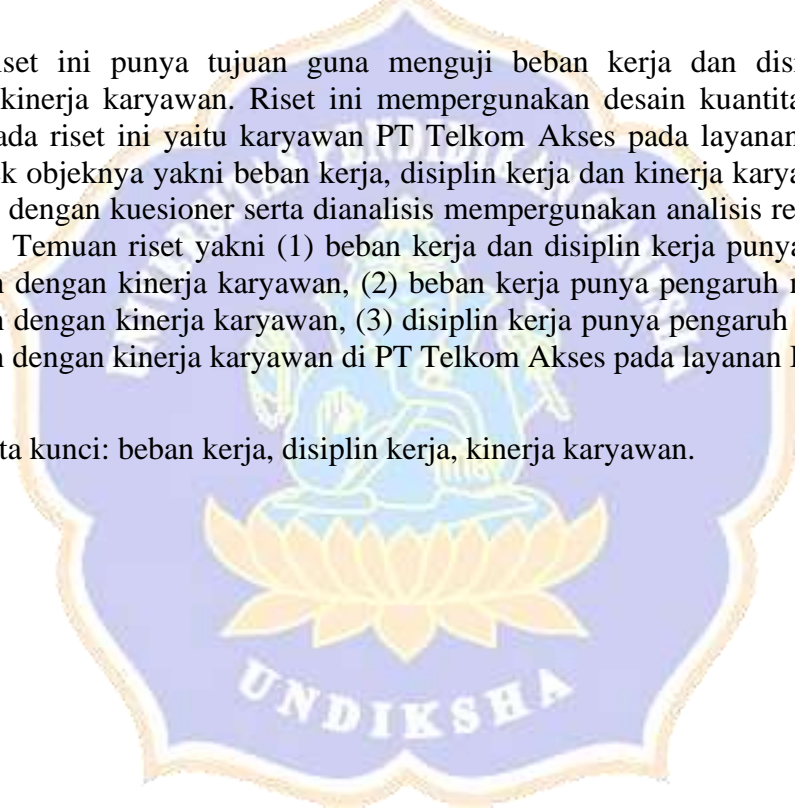 iset ini punya tujuan guna menguji beban kerja dan dis
kinerja karyawan. Riset ini mempergunakan desain kuantita
ada riset ini yaitu karyawan PT Telkom Akses pada layanan
k objeknya yakni beban kerja, disiplin kerja dan kinerja karya
dengan kuesioner serta dianalisis mempergunakan analisis re
Temuan riset yakni (1) beban kerja dan disiplin kerja punya
n dengan kinerja karyawan, (2) beban kerja punya pengaruh n
n dengan kinerja karyawan, (3) disiplin kerja punya pengaruh
n dengan kinerja karyawan di PT Telkom Akses pada layanan I
ta kunci: beban kerja, disiplin kerja, kinerja karyawan.
UNIVERSITAS PENDIDIKAN GANESHA
UNDIKSHA